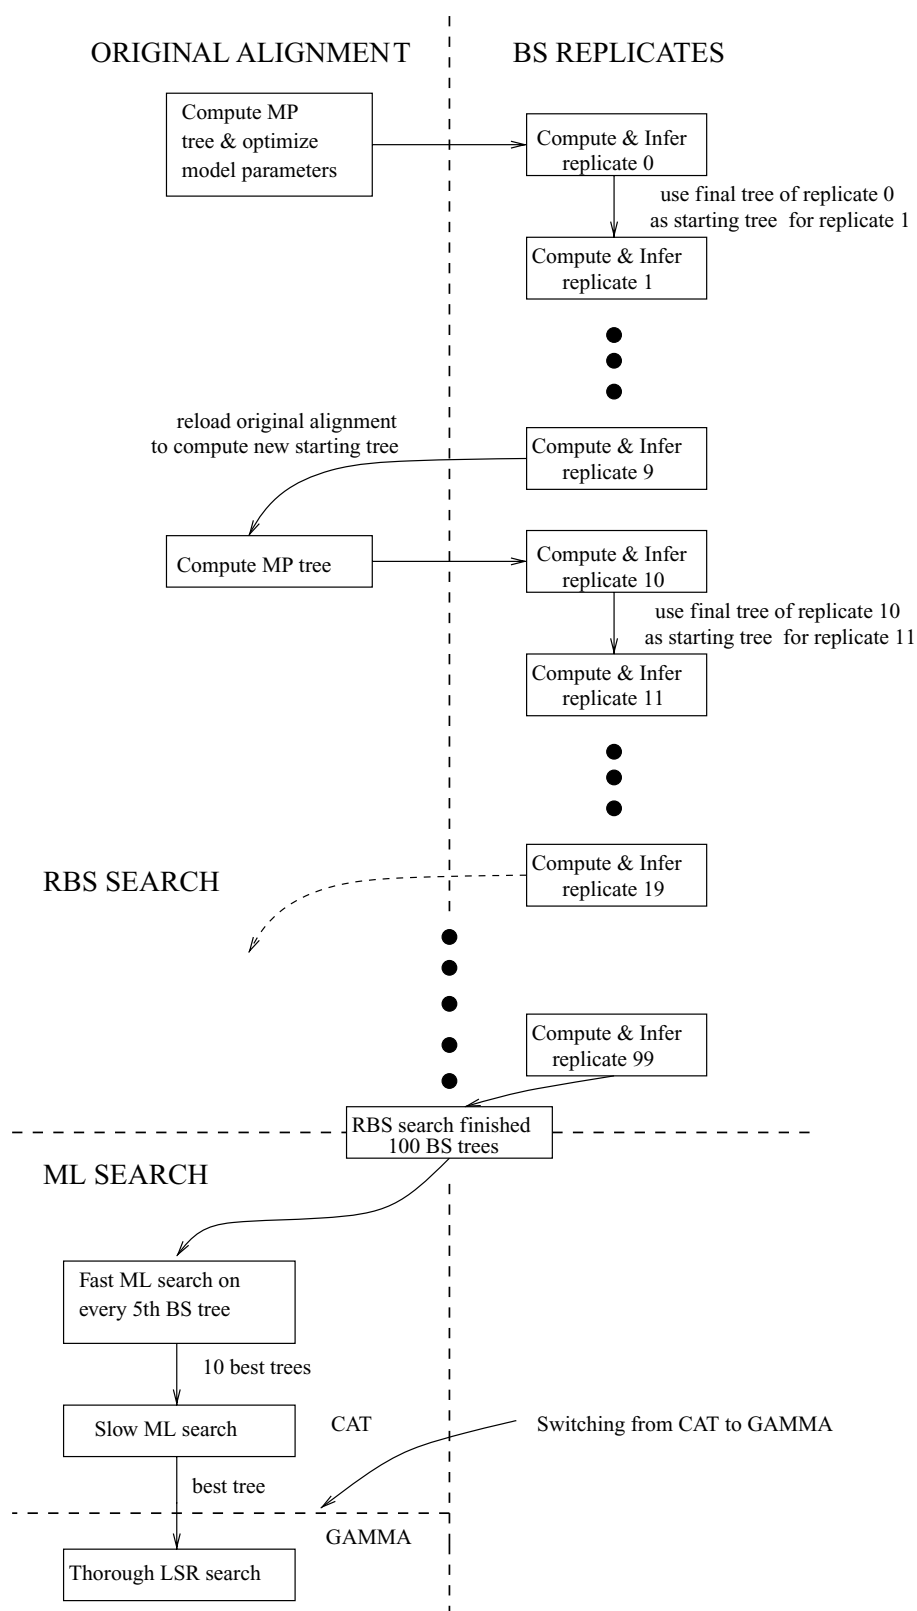 ORIGINAL ALIGNMENT
BS REPLICATES
Compute MP
tree & optimize
model parameters
Compute & Infer
replicate 0
use final tree of replicate 0
as starting tree for replicate 1
Compute & Infer
replicate 1
reload original alignment
to compute new starting tree
Compute & Infer
replicate 9
Compute MP tree
Compute & Infer
replicate 10
use final tree of replicate 10
as starting tree for replicate 11
Compute & Infer
replicate 11
RBS SEARCH
Compute & Infer
replicate 19
Compute & Infer
replicate 99
RBS search finished
100 BS trees
ML SEARCH
Fast ML search on
every 5th BS tree
10 best trees
Slow ML search
CAT
Switching from CAT to GAMMA
best tree
GAMMA
Thorough LSR search